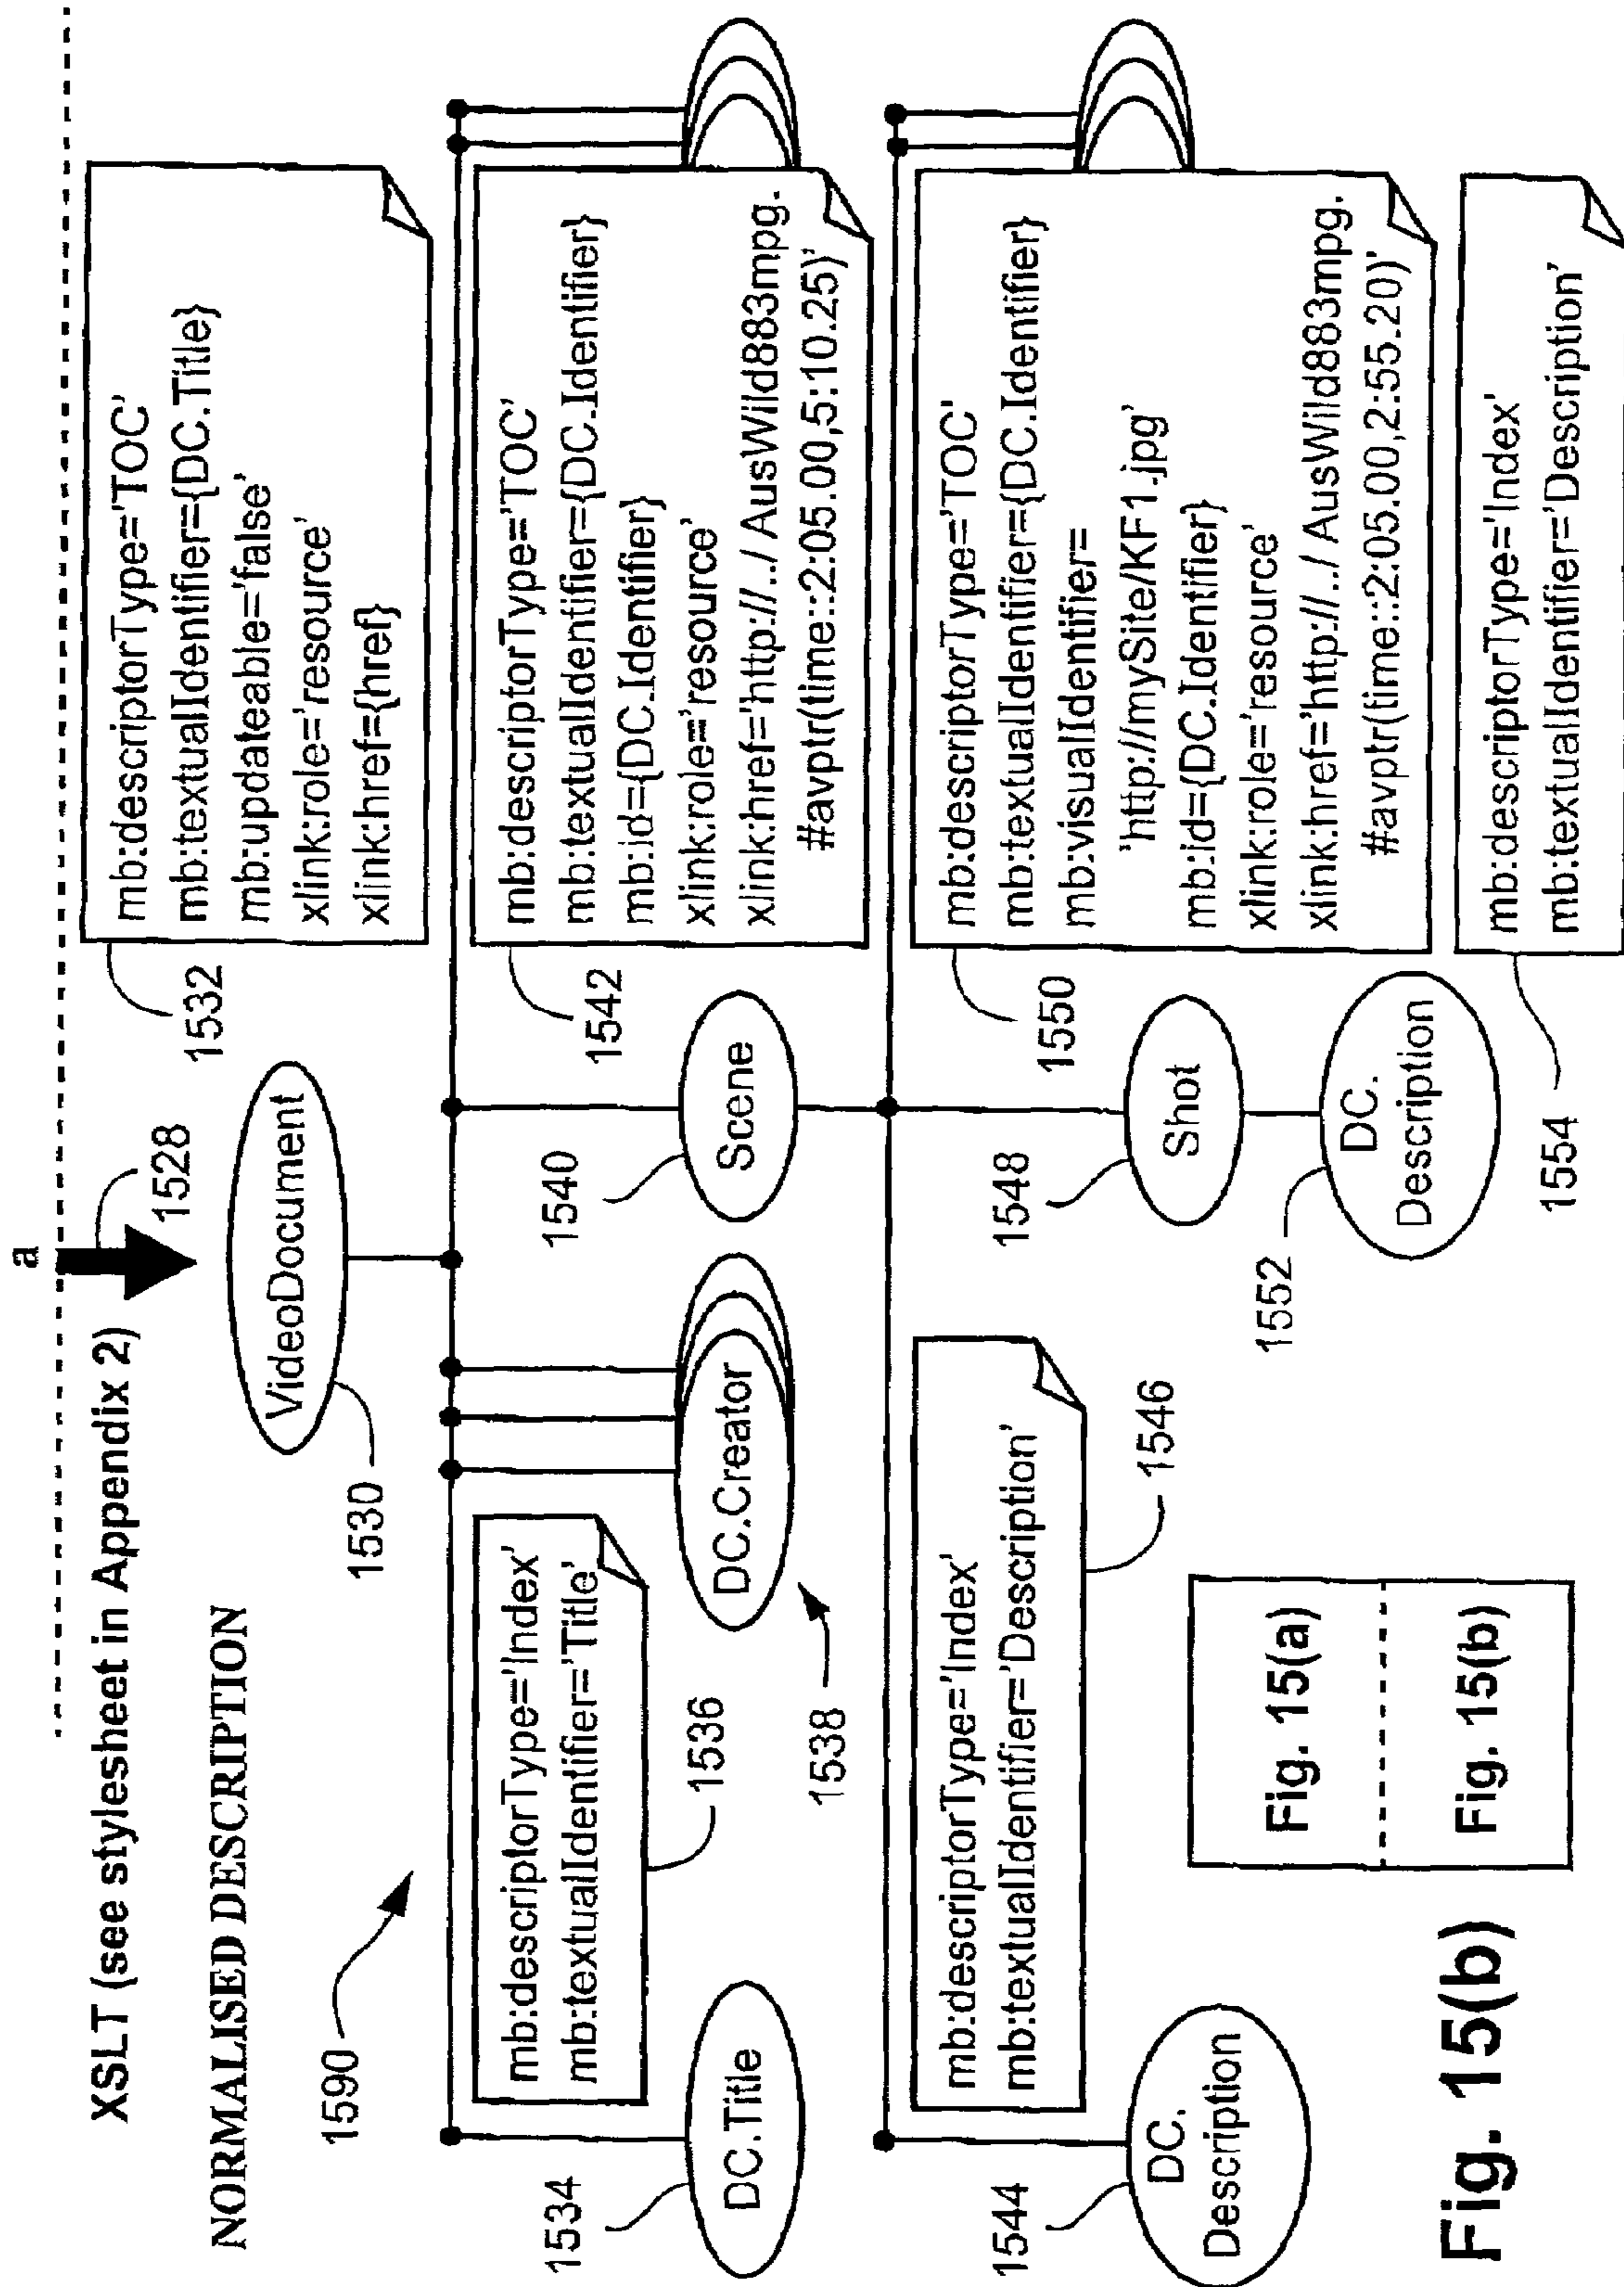 a
XSLT (see stylesheet in Appendix 2)
1528
NORMALISED DESCRIPTION
1590
VideoDocument
1530
mb:descriptorType='TOC'
mb:textualIdentifier={DC.Title}
mb:updateable='false'
xlink:role='resource'
xlink:href={href}
1532
DC.Title
1534
mb:descriptorType='Index'
mb:textualIdentifier='Title'
1536
DC.Creator
1538
Scene
1540
mb:descriptorType='TOC'
mb:textualIdentifier={DC.Identifier}
mb:id={DC.Identifier}
xlink:role='resource'
xlink:href='http://../ AusWild883mpg.
#avptr(time::2:05.00,5:10.25)'
1542
DC.
Description
1544
mb:descriptorType='Index'
mb:textualIdentifier='Description'
1546
Shot
1548
mb:descriptorType='TOC'
mb:textualIdentifier={DC.Identifier}
mb:visualIdentifier=
'http://mySite/KF1.jpg'
mb:id={DC.Identifier}
xlink:role='resource'
xlink:href='http://../ AusWild883mpg.
#avptr(time::2:05.00,2:55.20)'
1550
DC.
Description
1552
mb:descriptorType='Index'
mb:textualIdentifier='Description'
1554
Fig. 15(a)
Fig. 15(b)
Fig. 15(b)